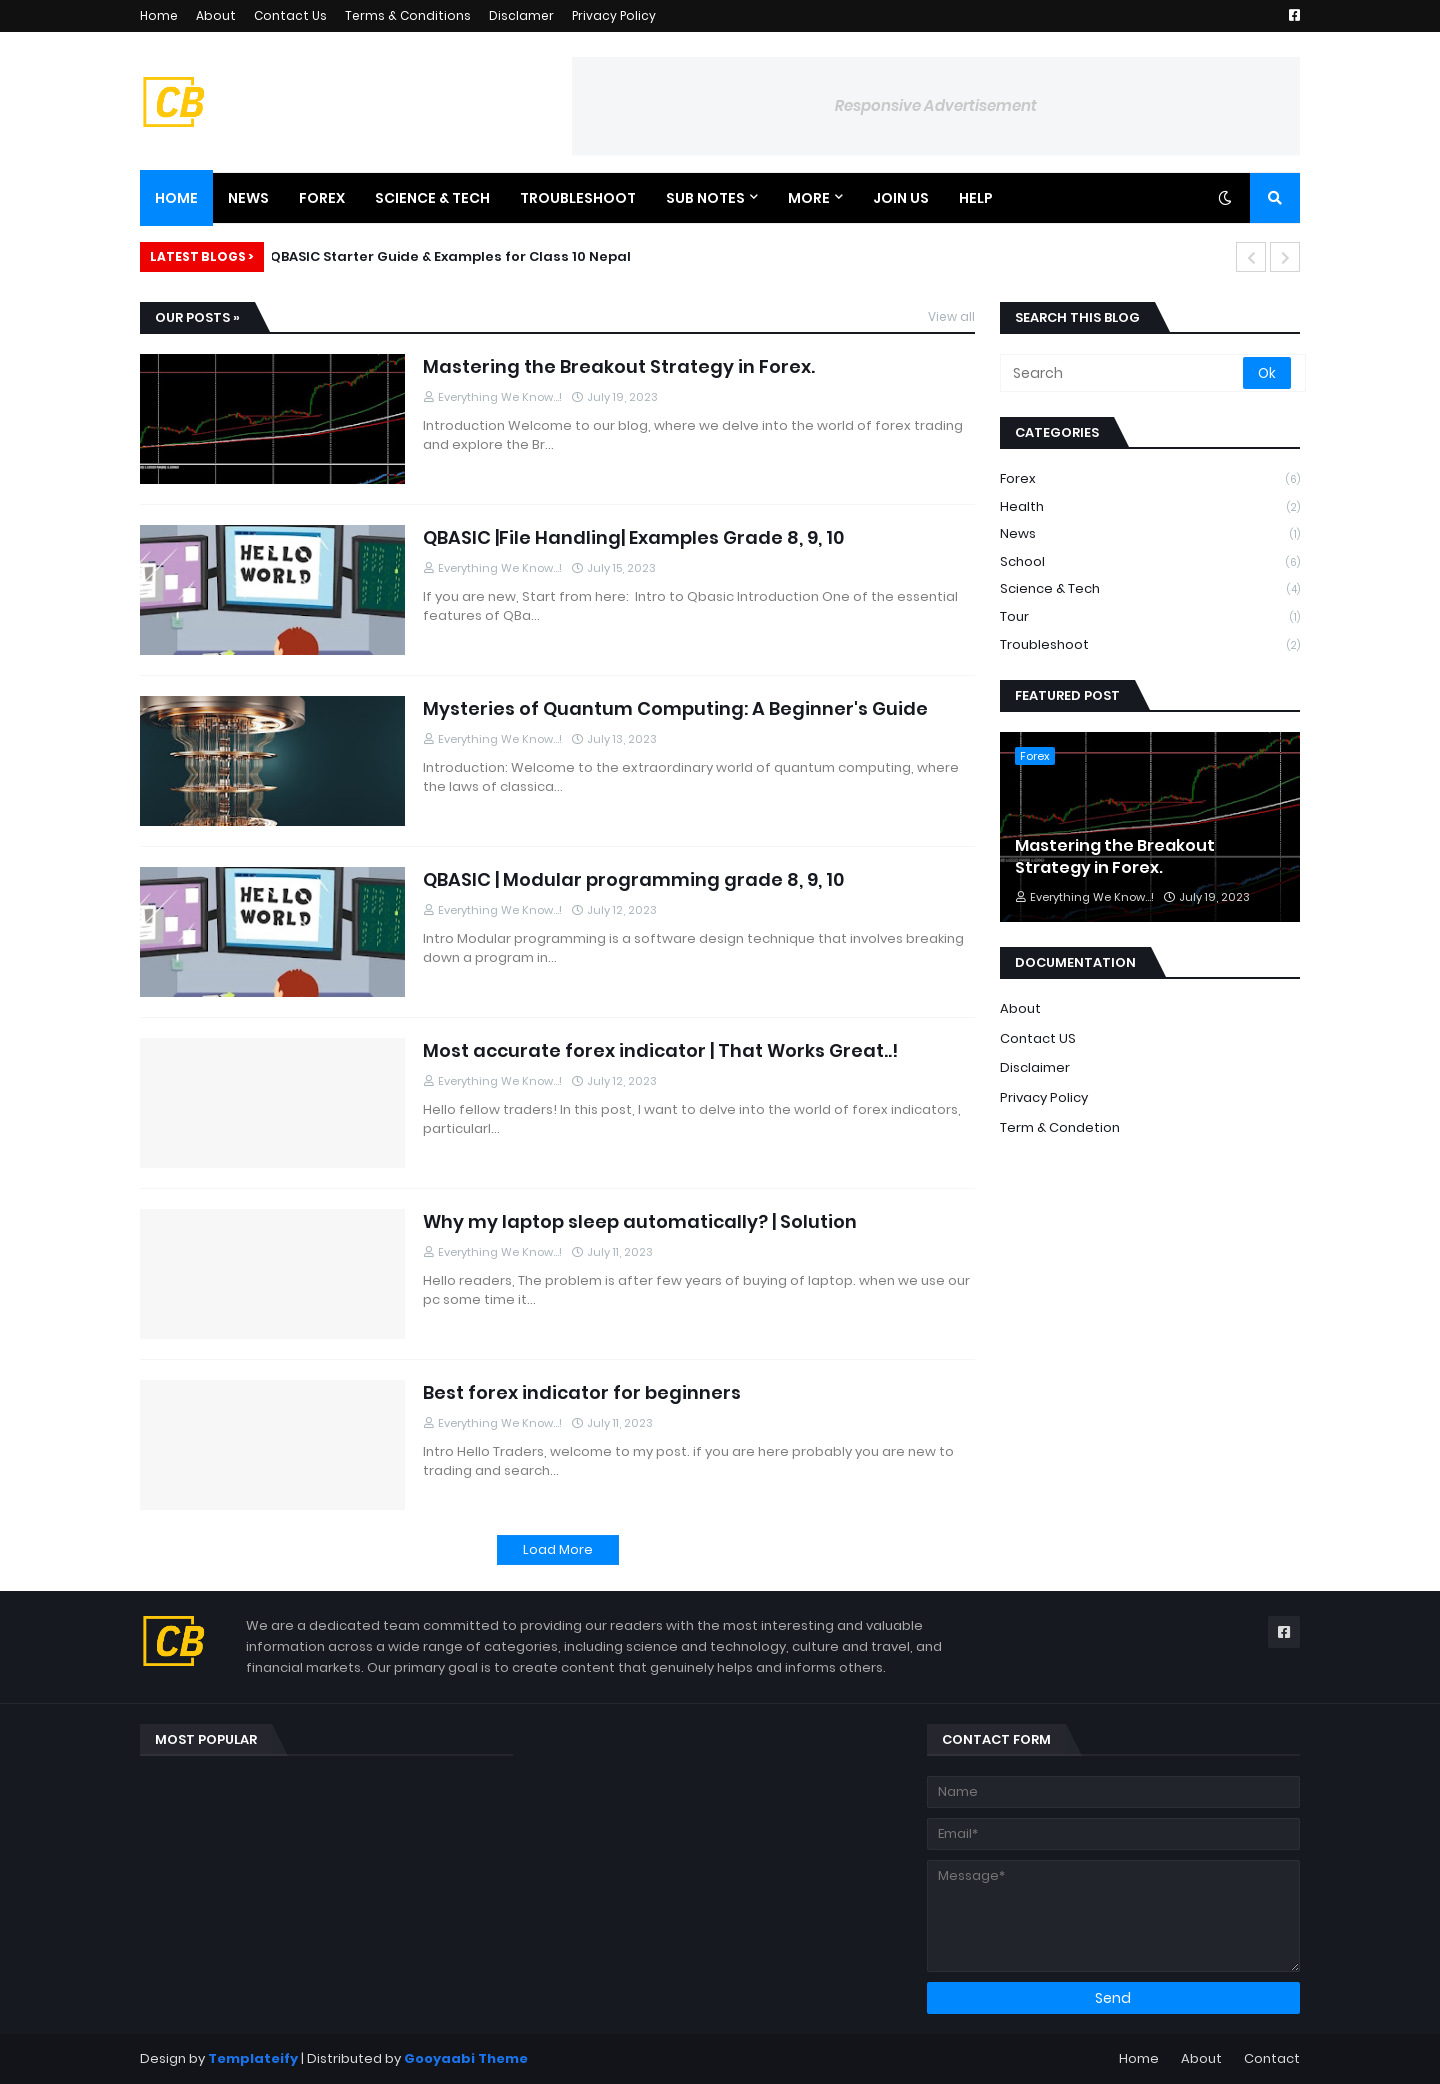 Home About Contact Us Terms & Conditions Disclamer Privacy Policy
CB
Responsive Advertisement
HOME NEWS FOREX SCIENCE & TECH TROUBLESHOOT SUB NOTES MORE JOIN US HELP
LATEST BLOGS > QBASIC Starter Guide & Examples for Class 10 Nepal
OUR POSTS » View all
Mastering the Breakout Strategy in Forex.
Everything We Know...! July 19, 2023
Introduction Welcome to our blog, where we delve into the world of forex trading
and explore the Br...
HELLO
WORLD
QBASIC |File Handling| Examples Grade 8, 9, 10
Everything We Know...! July 15, 2023
If you are new, Start from here: Intro to Qbasic Introduction One of the essential
features of QBa...
Mysteries of Quantum Computing: A Beginner's Guide
Everything We Know...! July 13, 2023
Introduction: Welcome to the extraordinary world of quantum computing, where
the laws of classica...
HELLO
WORLD
QBASIC | Modular programming grade 8, 9, 10
Everything We Know...! July 12, 2023
Intro Modular programming is a software design technique that involves breaking
down a program in...
Most accurate forex indicator | That Works Great..!
Everything We Know...! July 12, 2023
Hello fellow traders! In this post, I want to delve into the world of forex indicators,
particularl...
Why my laptop sleep automatically? | Solution
Everything We Know...! July 11, 2023
Hello readers, The problem is after few years of buying of laptop. when we use our
pc some time it...
Best forex indicator for beginners
Everything We Know...! July 11, 2023
Intro Hello Traders, welcome to my post. if you are here probably you are new to
trading and search...
Load More
SEARCH THIS BLOG
Search Ok
CATEGORIES
Forex (6)
Health (2)
News (1)
School (6)
Science & Tech (4)
Tour (1)
Troubleshoot (2)
FEATURED POST
Forex
Mastering the Breakout
Strategy in Forex.
Everything We Know...! July 19, 2023
DOCUMENTATION
About
Contact US
Disclaimer
Privacy Policy
Term & Condetion
CB
We are a dedicated team committed to providing our readers with the most interesting and valuable
information across a wide range of categories, including science and technology, culture and travel, and
financial markets. Our primary goal is to create content that genuinely helps and informs others.
MOST POPULAR
CONTACT FORM
Name
Email*
Message*
Send
Design by Templateify | Distributed by Gooyaabi Theme
Home About Contact